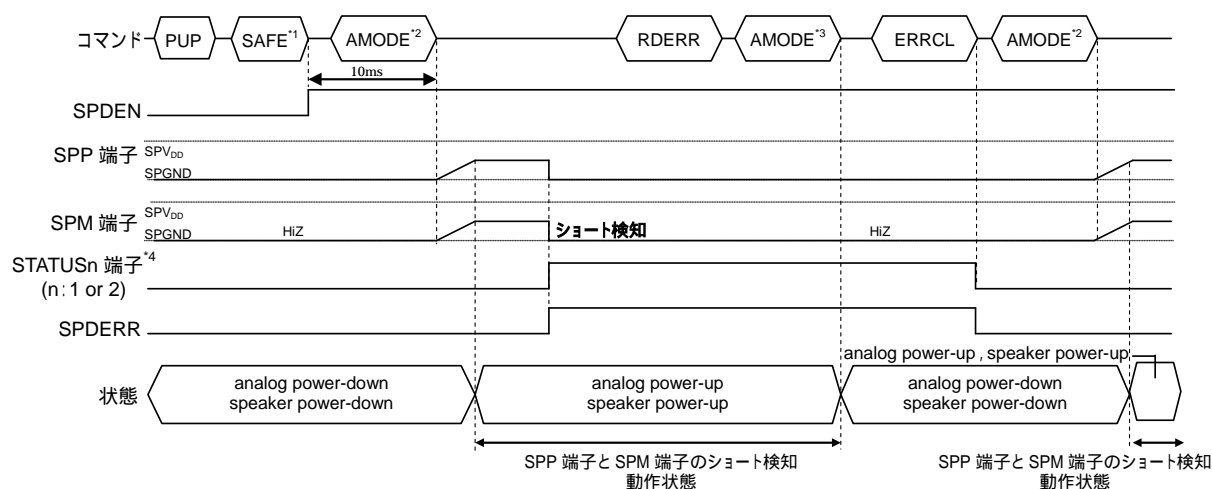 コマンド PUP SAFE*1 AMODE*2 RDERR AMODE*3 ERRCL AMODE*2
10ms
SPDEN
SPP 端子 SPVDD
SPGND
SPM 端子 SPVDD
SPGND HiZ ショート検知 HiZ
STATUSn 端子*4
(n:1 or 2)
SPDERR
analog power-up , speaker power-up
状態 analog power-down analog power-up analog power-down
speaker power-down speaker power-up speaker power-down
SPP 端子と SPM 端子のショート検知 SPP 端子と SPM 端子のショート検知
動作状態 動作状態